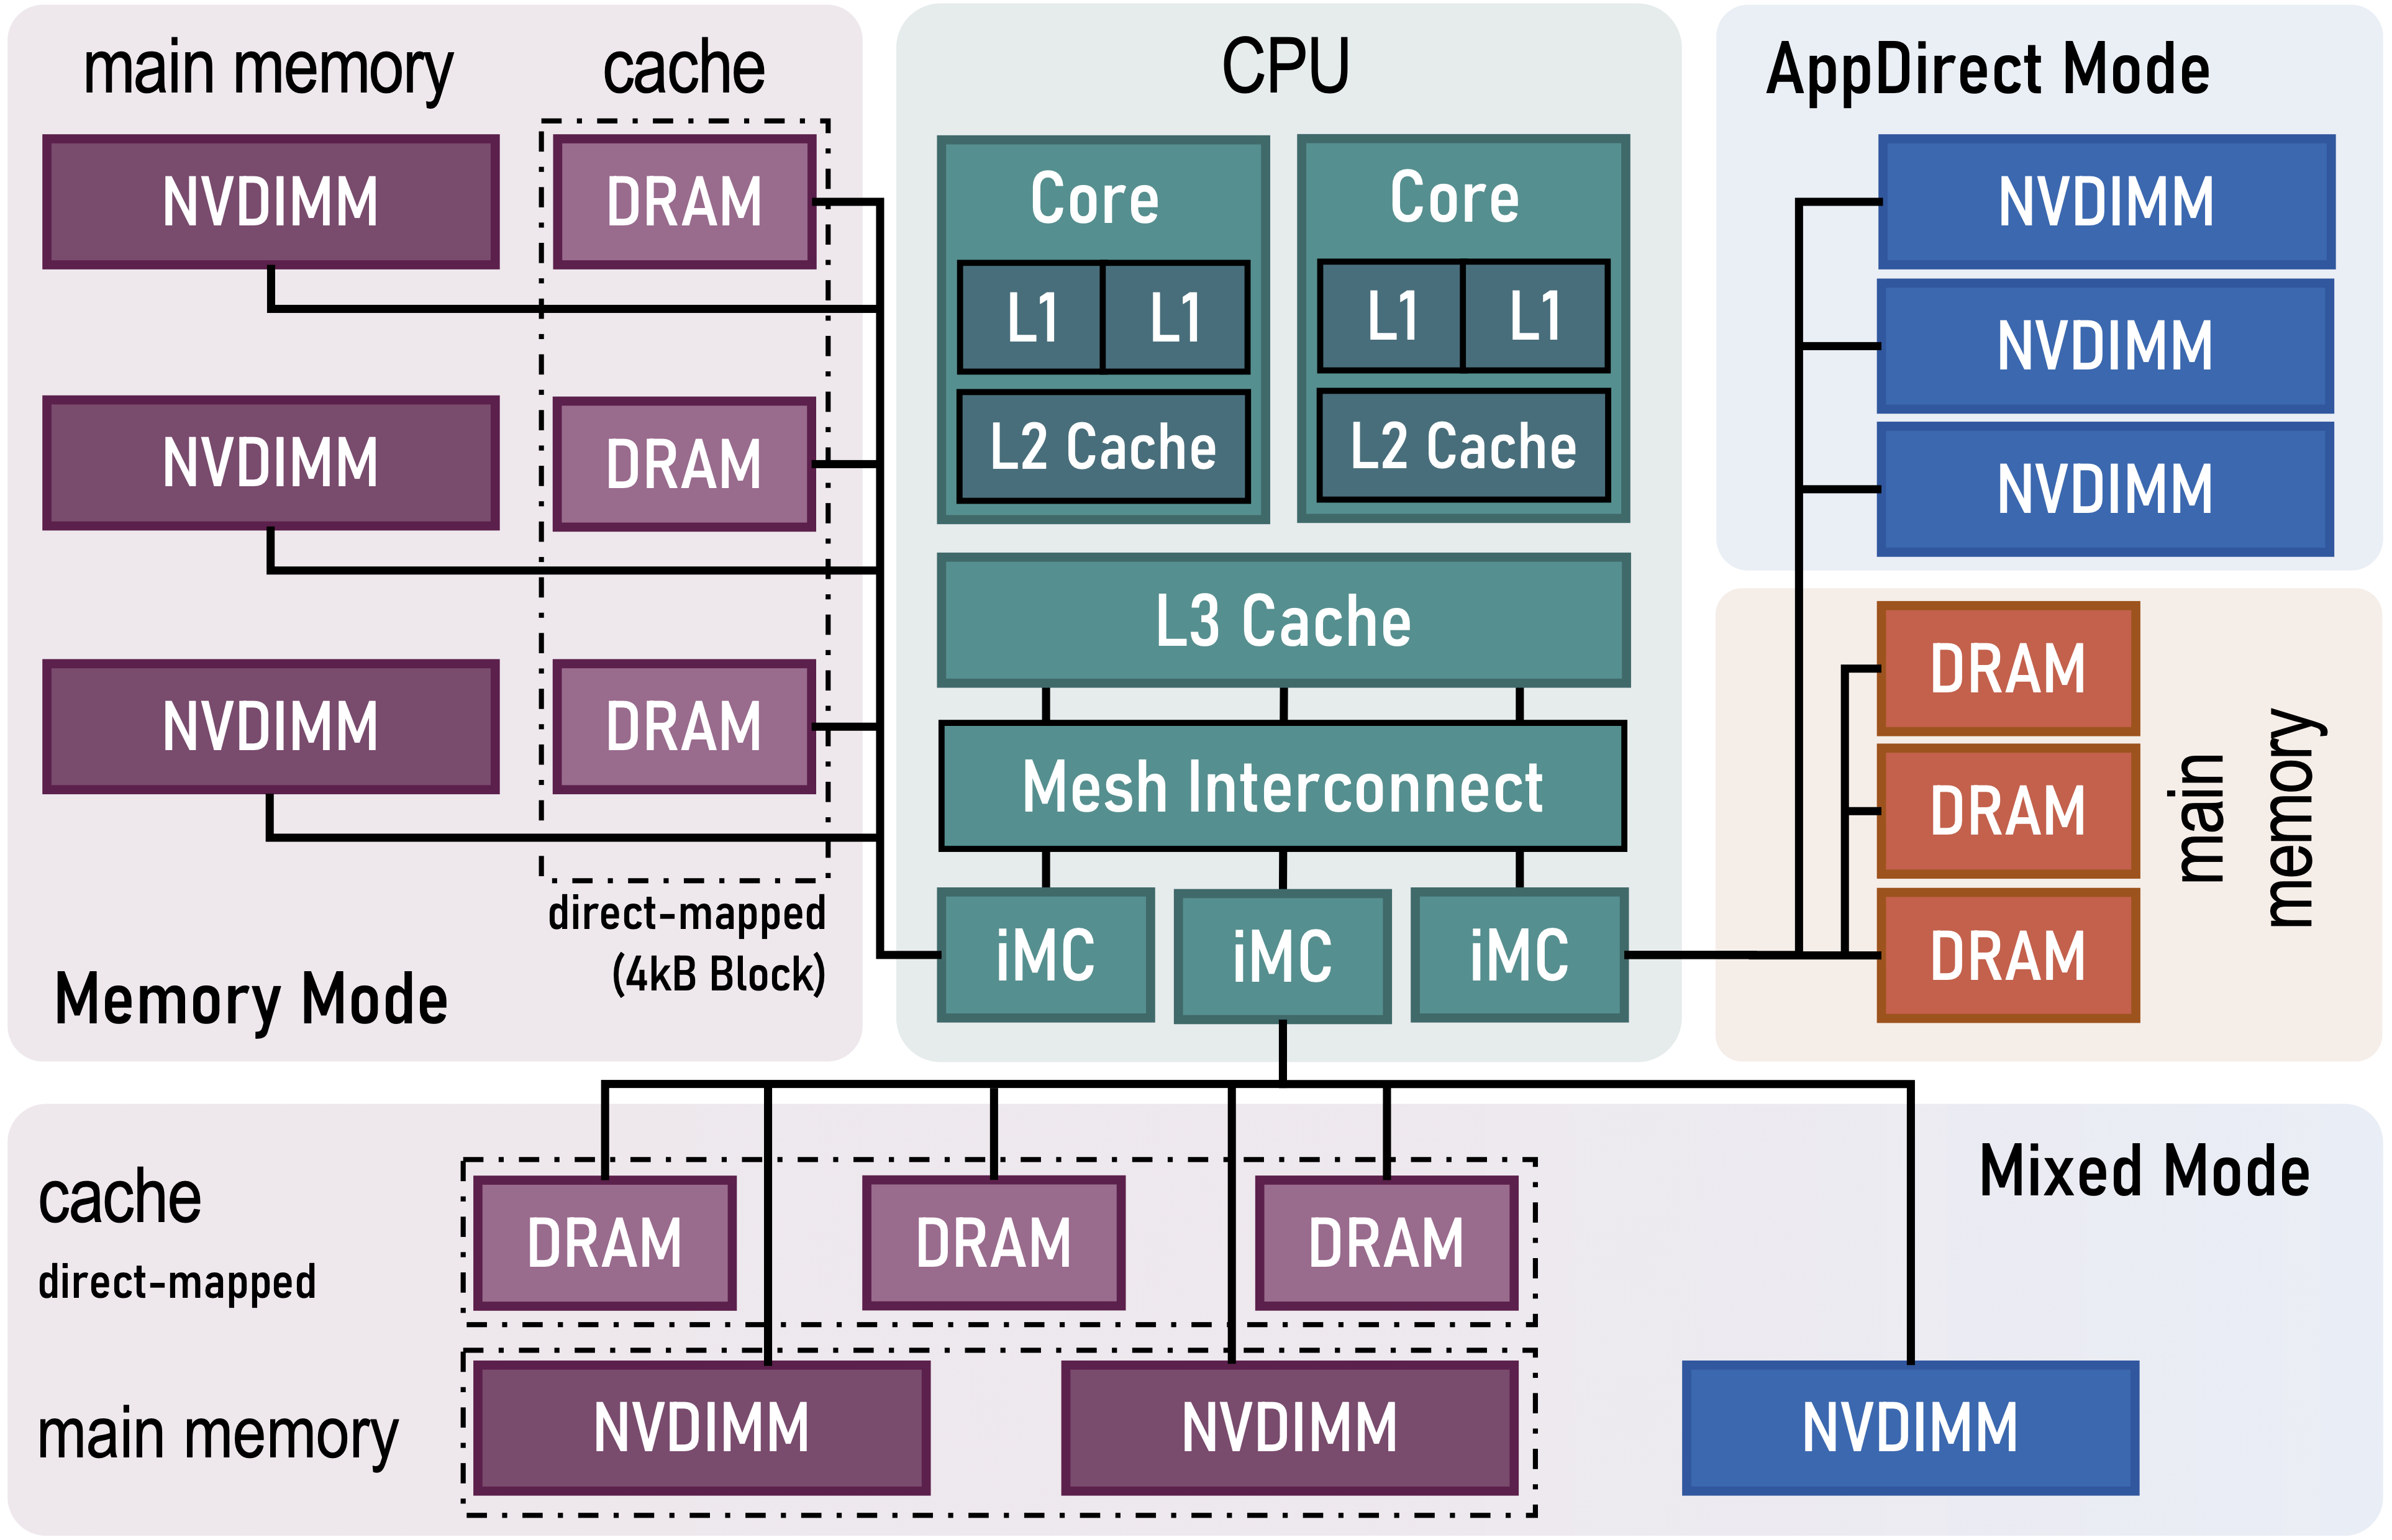 main memory
cache
NVDIMM
DRAM
NVDIMM
DRAM
NVDIMM
DRAM
direct-mapped
(4kB Block)
Memory Mode
CPU
Core
Core
L1
L1
L1
L1
L2 Cache
L2 Cache
L3 Cache
Mesh Interconnect
iMC
iMC
iMC
AppDirect Mode
NVDIMM
NVDIMM
NVDIMM
DRAM
DRAM
DRAM
main
memory
Mixed Mode
cache
direct-mapped
DRAM
DRAM
DRAM
main memory
NVDIMM
NVDIMM
NVDIMM